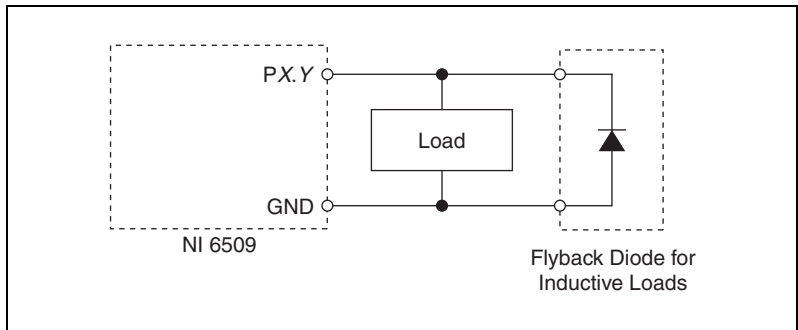 PX.Y
Load
GND
NI 6509
Flyback Diode for
Inductive Loads